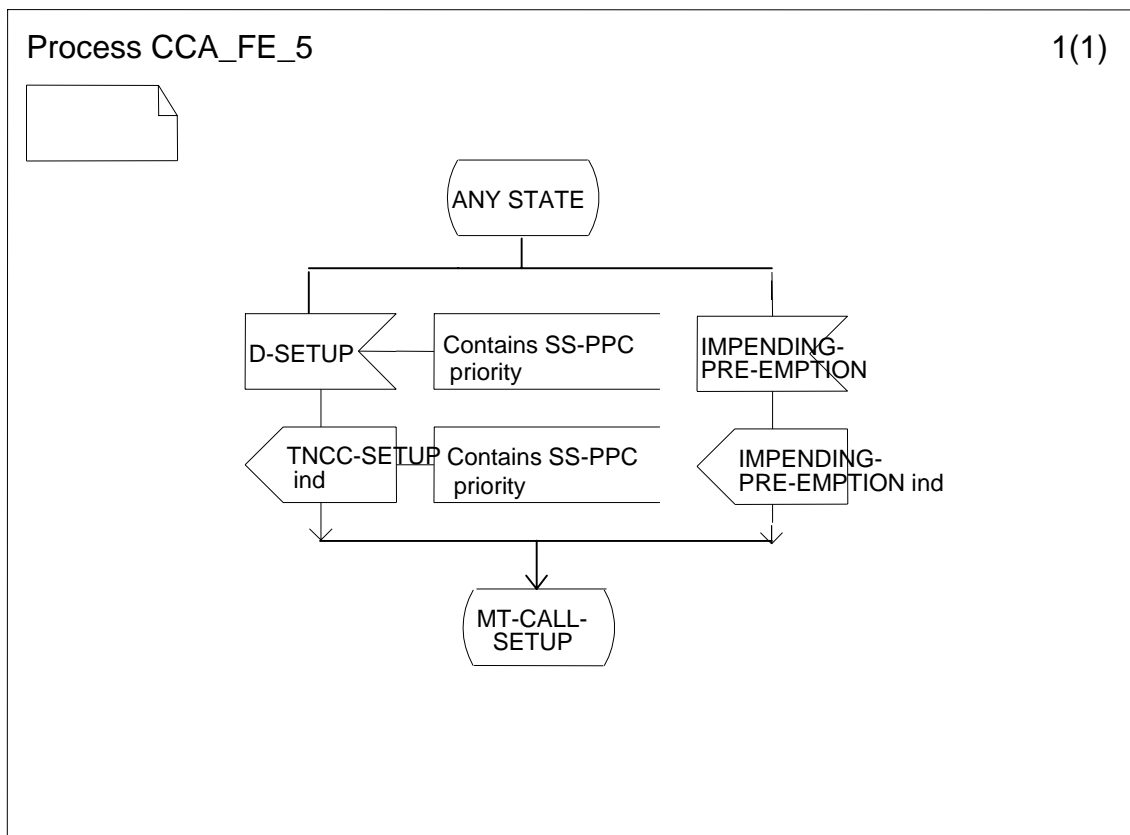 Process CCA_FE_5
1(1)
ANY STATE
D-SETUP
Contains SS-PPC
priority
IMPENDING-
PRE-EMPTION
TNCC-SETUP
ind
Contains SS-PPC
priority
IMPENDING-
PRE-EMPTION ind
MT-CALL-
SETUP